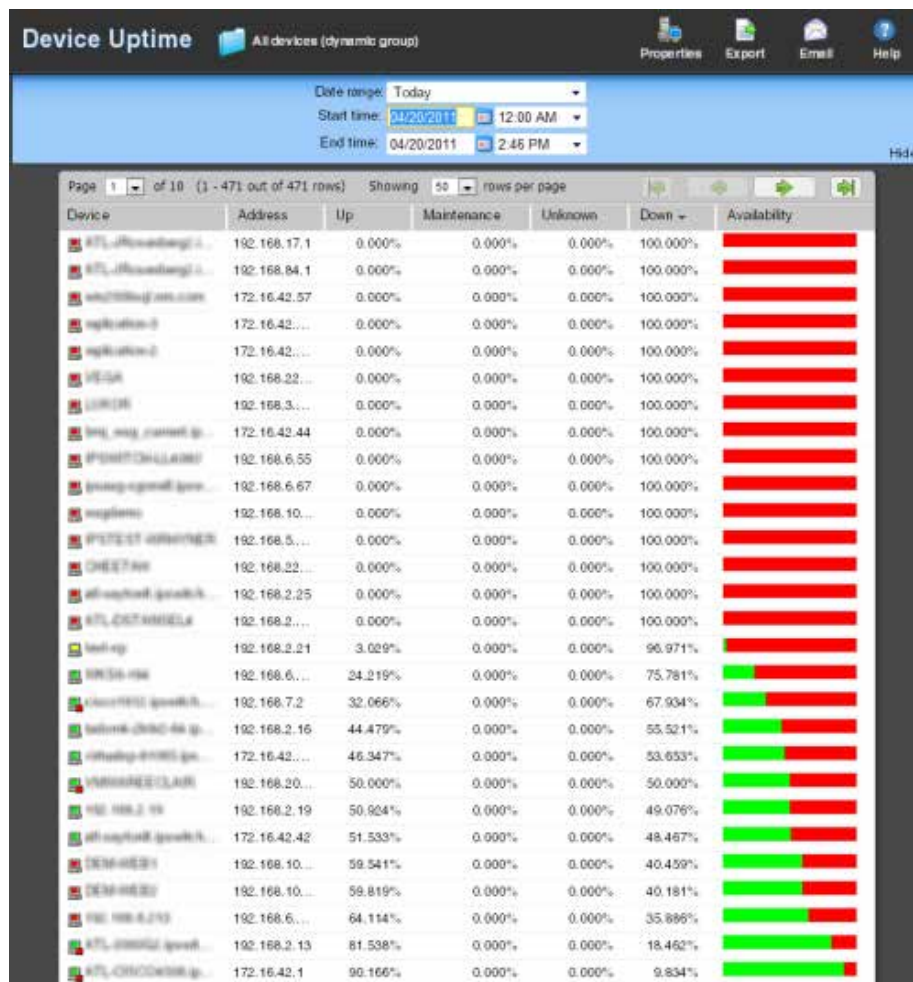 Device Uptime All devices (dynamic group) Properties Export Email Help
Date range: Today
Start time: 04/20/2011 12:00 AM
End time: 04/20/2011 2:46 PM
Hide
Page 1 of 10 (1 - 471 out of 471 rows) Showing 50 rows per page
Device Address Up Maintenance Unknown Down Availability
192.168.17.1 0.000% 0.000% 0.000% 100.000%
192.168.84.1 0.000% 0.000% 0.000% 100.000%
172.16.42.57 0.000% 0.000% 0.000% 100.000%
172.16.42.... 0.000% 0.000% 0.000% 100.000%
172.16.42.... 0.000% 0.000% 0.000% 100.000%
VEGA 192.168.22... 0.000% 0.000% 0.000% 100.000%
192.168.3.... 0.000% 0.000% 0.000% 100.000%
172.16.42.44 0.000% 0.000% 0.000% 100.000%
192.168.6.55 0.000% 0.000% 0.000% 100.000%
192.168.6.67 0.000% 0.000% 0.000% 100.000%
192.168.10... 0.000% 0.000% 0.000% 100.000%
192.168.5.... 0.000% 0.000% 0.000% 100.000%
192.168.22... 0.000% 0.000% 0.000% 100.000%
192.168.2.25 0.000% 0.000% 0.000% 100.000%
192.168.2.... 0.000% 0.000% 0.000% 100.000%
192.168.2.21 3.029% 0.000% 0.000% 96.971%
192.168.6.... 24.219% 0.000% 0.000% 75.781%
192.168.7.2 32.066% 0.000% 0.000% 67.934%
192.168.2.16 44.479% 0.000% 0.000% 55.521%
172.16.42.... 46.347% 0.000% 0.000% 53.653%
192.168.20... 50.000% 0.000% 0.000% 50.000%
192.168.2.19 50.924% 0.000% 0.000% 49.076%
172.16.42.42 51.533% 0.000% 0.000% 48.467%
192.168.10... 59.541% 0.000% 0.000% 40.459%
192.168.10... 59.819% 0.000% 0.000% 40.181%
192.168.6.... 64.114% 0.000% 0.000% 35.886%
192.168.2.13 81.538% 0.000% 0.000% 18.462%
172.16.42.1 90.166% 0.000% 0.000% 9.834%